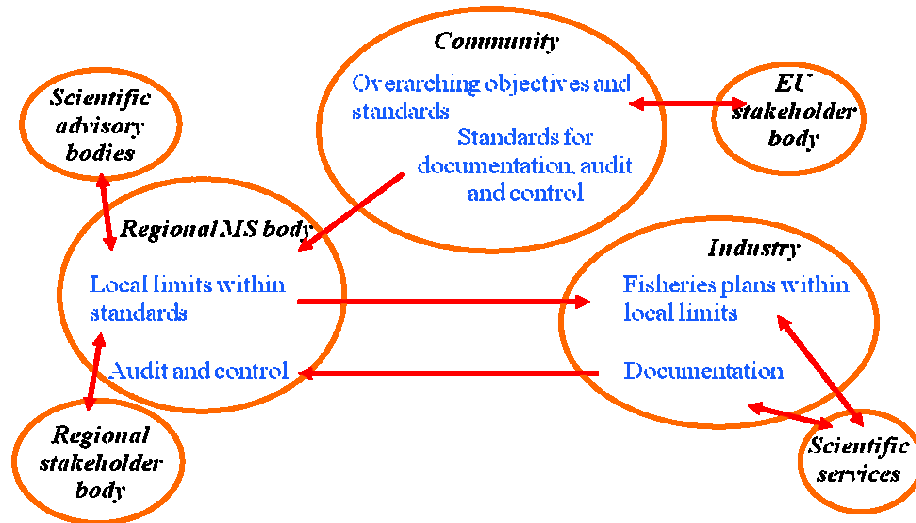 Community
Overarching objectives and
standards
Standards for
documentation, audit
and control
EU
stakeholder
body
Scientific
advisory
bodies
Regional MS body
Local limits within
standards
Audit and control
Industry
Fisheries plans within
local limits
Documentation
Regional
stakeholder
body
Scientific
services